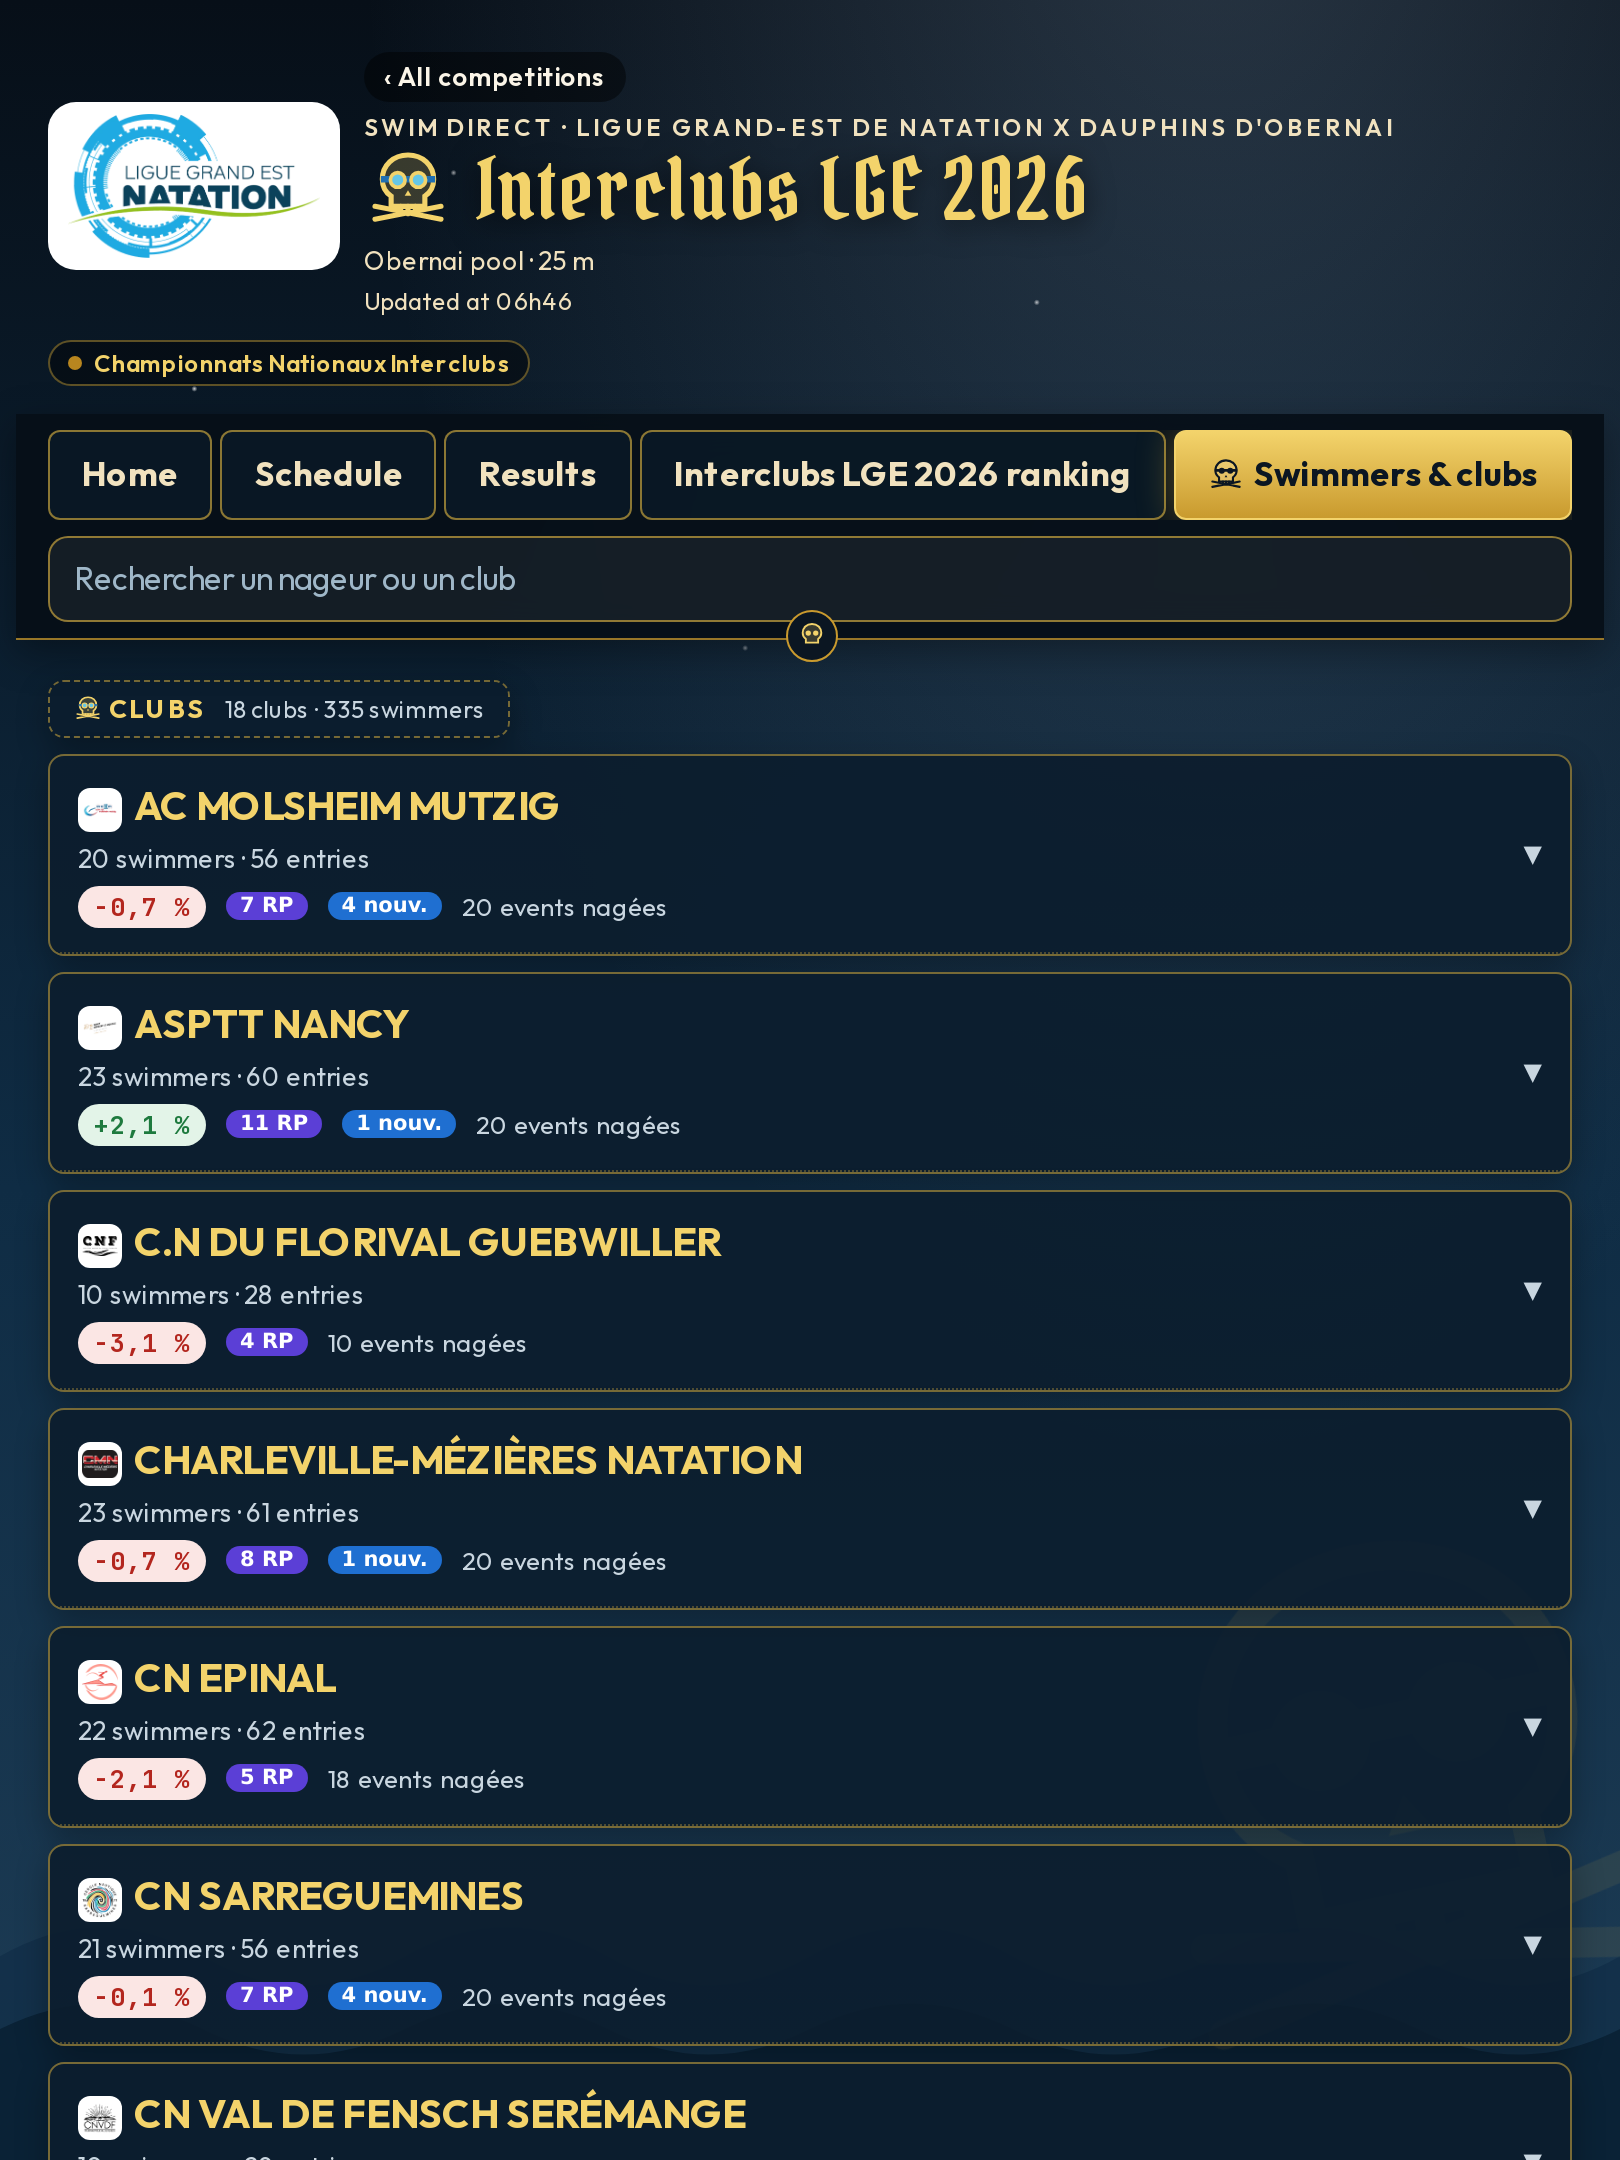 ‹ All competitions
SWIM DIRECT · LIGUE GRAND-EST DE NATATION X DAUPHINS D'OBERNAI
LIGUE GRAND EST
NATATION
Interclubs LGE 2026
Obernai pool · 25 m
Updated at 06h46
Championnats Nationaux Interclubs
Home
Schedule
Results
Interclubs LGE 2026 ranking
Swimmers & clubs
Rechercher un nageur ou un club
CLUBS 18 clubs · 335 swimmers
AC MOLSHEIM MUTZIG
20 swimmers · 56 entries
-0,7 % 7 RP 4 nouv. 20 events nagées
ASPTT NANCY
23 swimmers · 60 entries
+2,1 % 11 RP 1 nouv. 20 events nagées
CNF
C.N DU FLORIVAL GUEBWILLER
10 swimmers · 28 entries
-3,1 % 4 RP 10 events nagées
CMN
CHARLEVILLE-MÉZIÈRES NATATION
23 swimmers · 61 entries
-0,7 % 8 RP 1 nouv. 20 events nagées
CN EPINAL
22 swimmers · 62 entries
-2,1 % 5 RP 18 events nagées
CN SARREGUEMINES
21 swimmers · 56 entries
-0,1 % 7 RP 4 nouv. 20 events nagées
CNVDF
CN VAL DE FENSCH SERÉMANGE